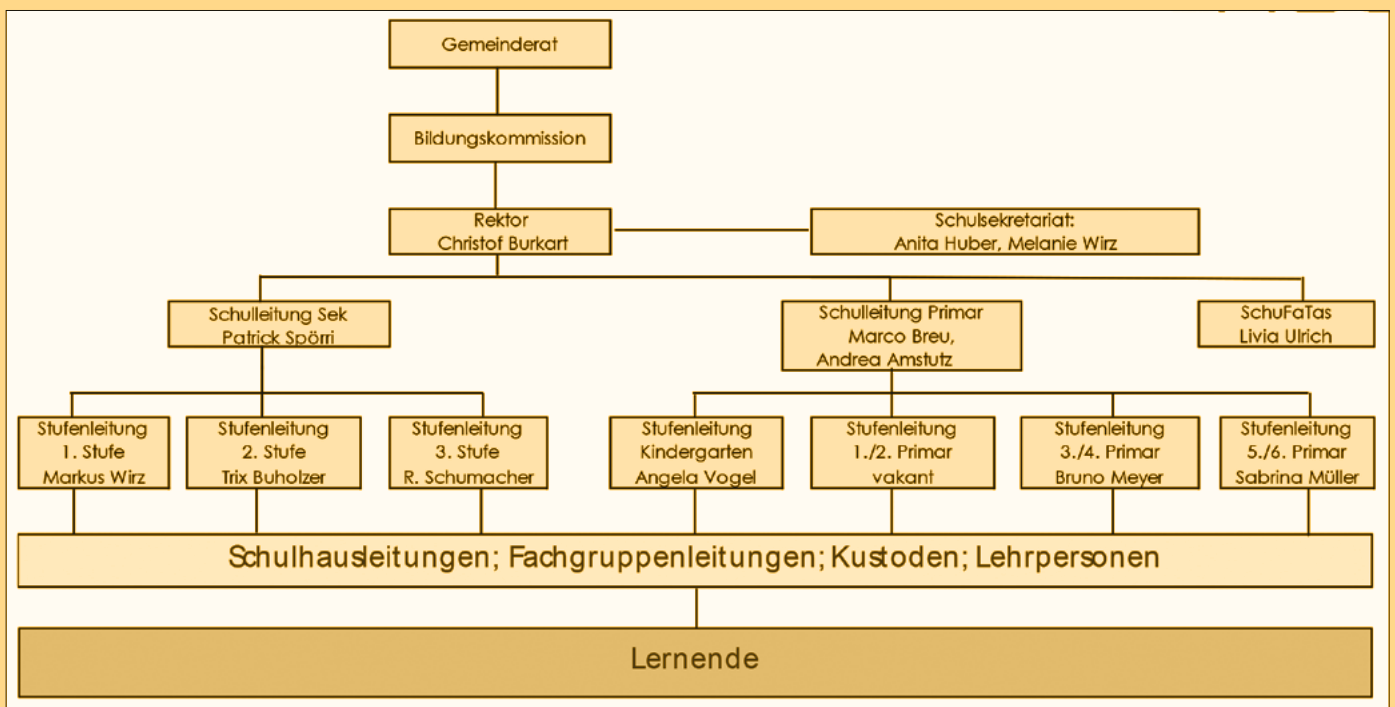 Gemeinderat
Bildungskommission
Rektor
Christof Burkart
Schulsekretariat:
Anita Huber, Melanie Wirz
Schulleitung Sek
Patrick Spörri
Schulleitung Primar
Marco Breu,
Andrea Amstutz
SchuFaTas
Livia Ulrich
Stufenleitung
1. Stufe
Markus Wirz
Stufenleitung
2. Stufe
Trix Buholzer
Stufenleitung
3. Stufe
R. Schumacher
Stufenleitung
Kindergarten
Angela Vogel
Stufenleitung
1./2. Primar
vakant
Stufenleitung
3./4. Primar
Bruno Meyer
Stufenleitung
5./6. Primar
Sabrina Müller
Schulhausleitungen; Fachgruppenleitungen; Kustoden; Lehrpersonen
Lernende